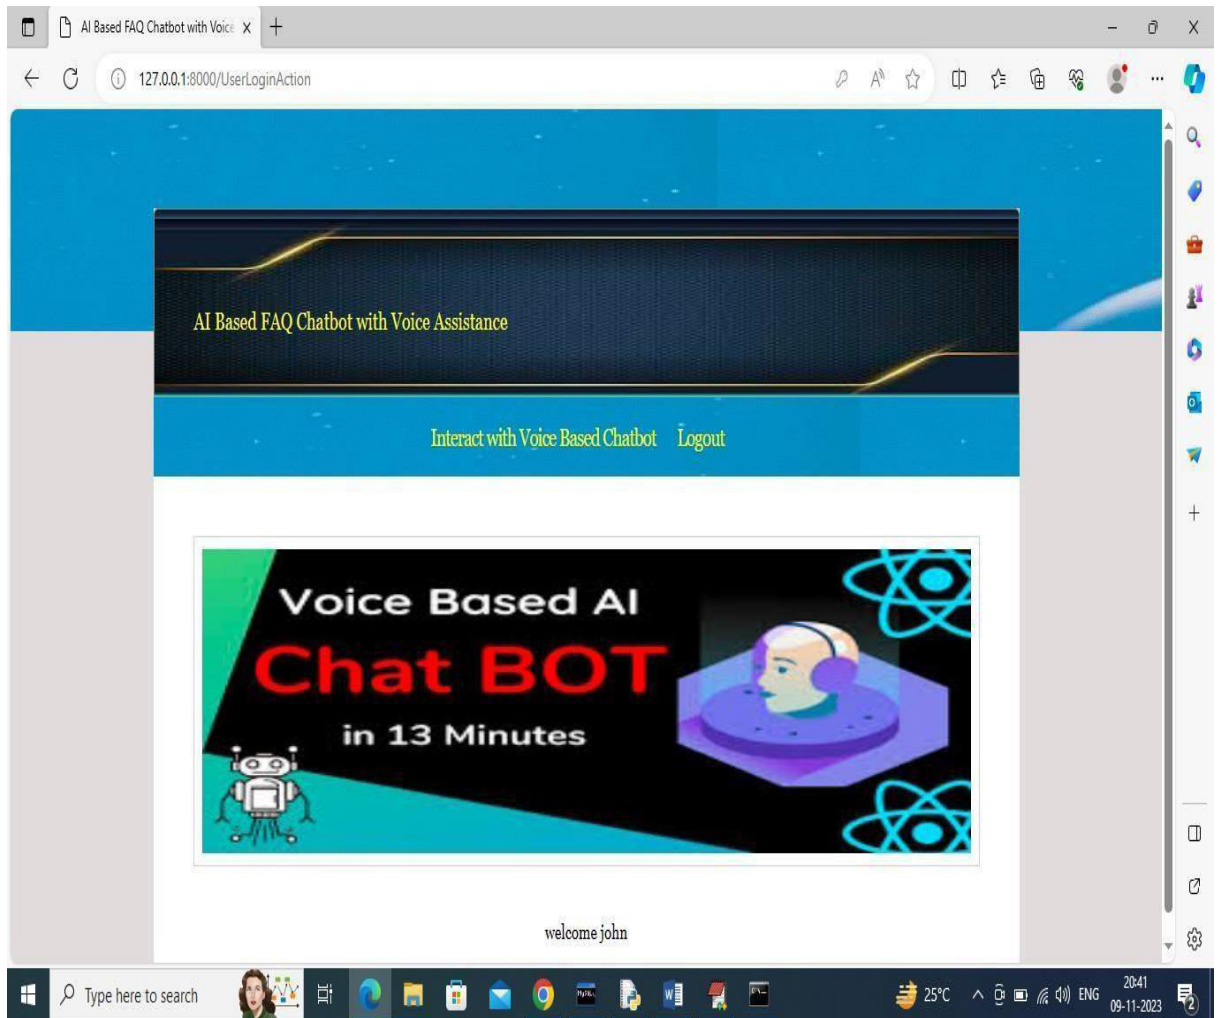 AI Based FAQ Chatbot with Voice
127.0.0.1:8000/UserLoginAction
AI Based FAQ Chatbot with Voice Assistance
Interact with Voice Based Chatbot Logout
Voice Based AI
Chat BOT
in 13 Minutes
welcome john
Type here to search
25°C
ENG
20:41
09-11-2023
2